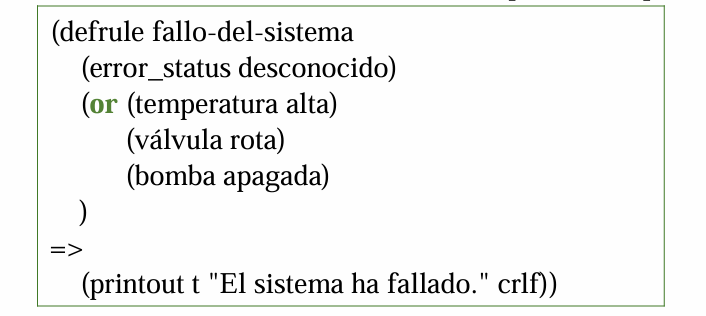 (defrule fallo-del-sistema
(error_status desconocido)
(or (temperatura alta)
(válvula rota)
(bomba apagada)
)
=>
(printout t "El sistema ha fallado." crlf))